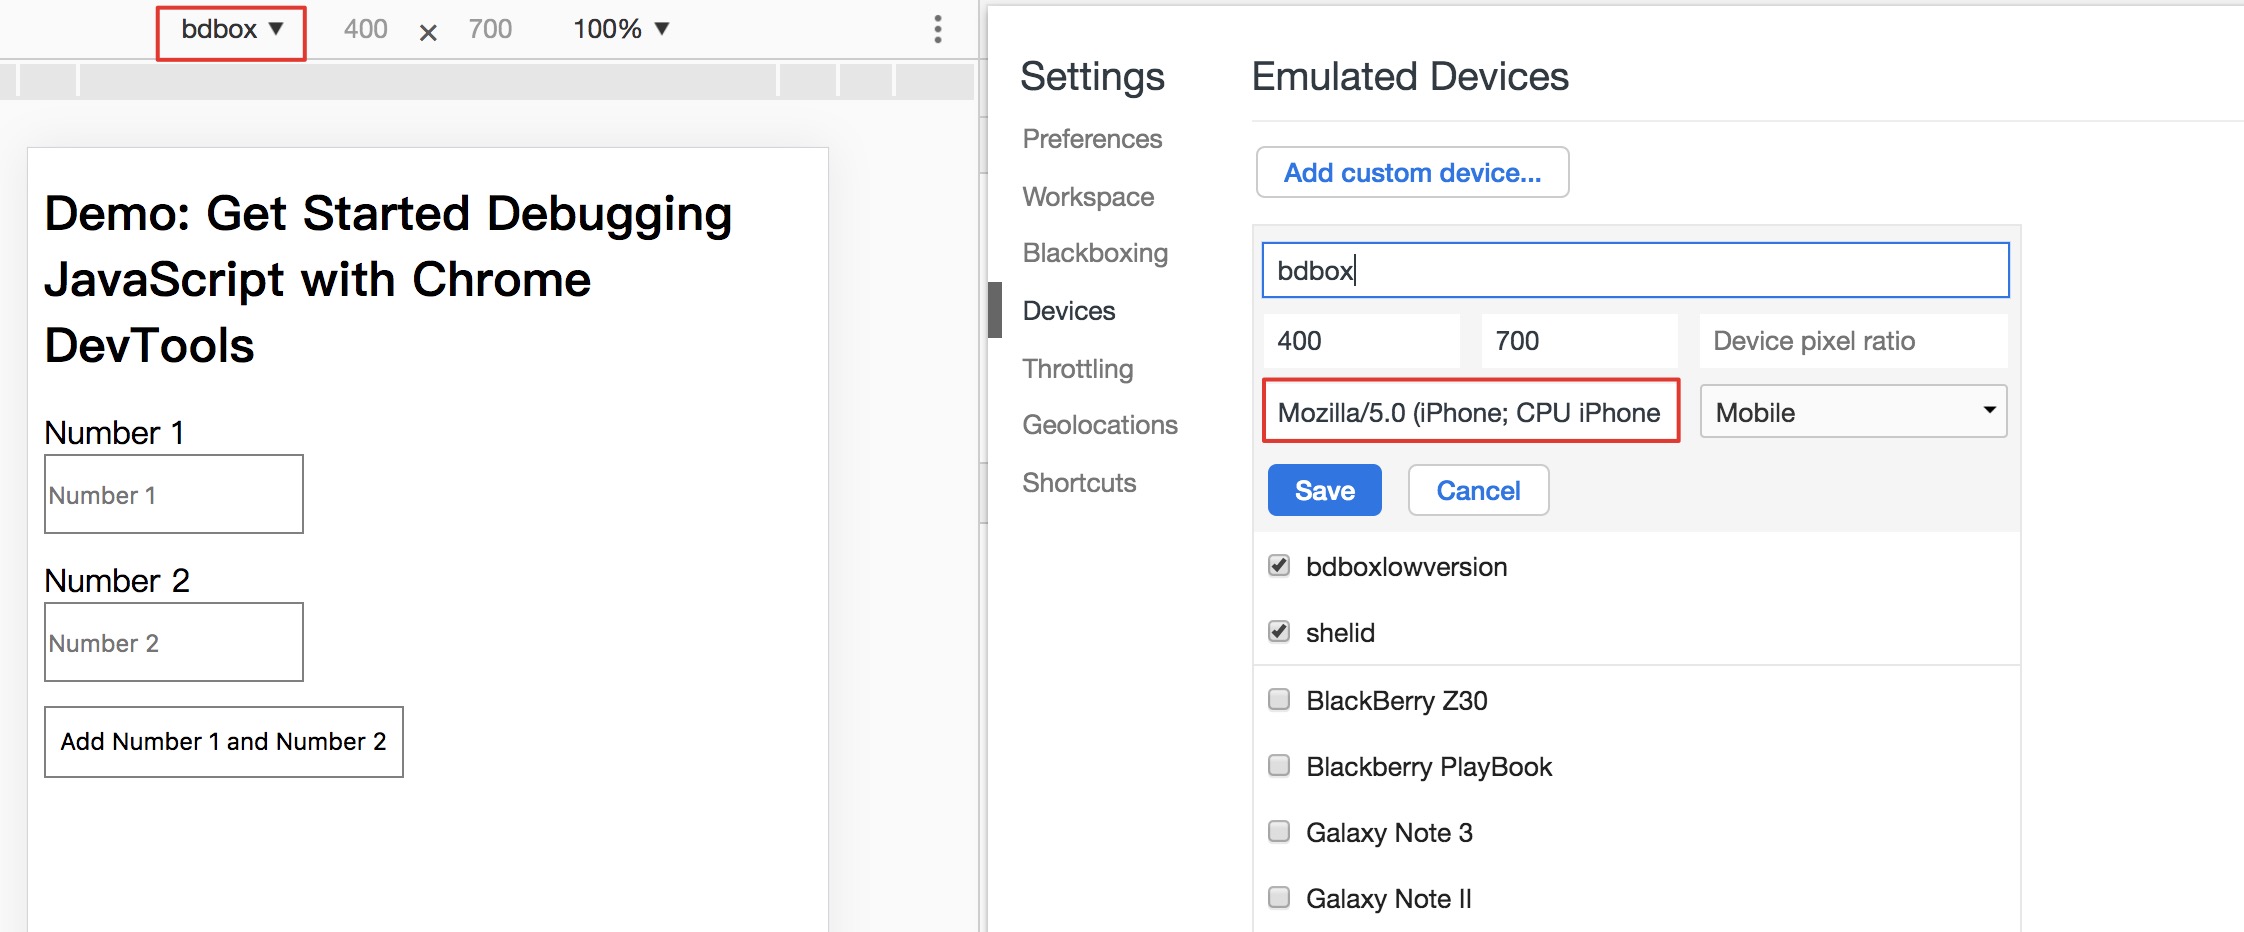 bdbox ▼ 400 × 700 100% ▼
Demo: Get Started Debugging
JavaScript with Chrome
DevTools
Number 1
Number 1
Number 2
Number 2
Add Number 1 and Number 2
Settings
Preferences
Workspace
Blackboxing
Devices
Throttling
Geolocations
Shortcuts
Emulated Devices
Add custom device...
bdbox
400 700 Device pixel ratio
Mozilla/5.0 (iPhone; CPU iPhone Mobile
Save Cancel
bdboxlowversion
shelid
BlackBerry Z30
Blackberry PlayBook
Galaxy Note 3
Galaxy Note II